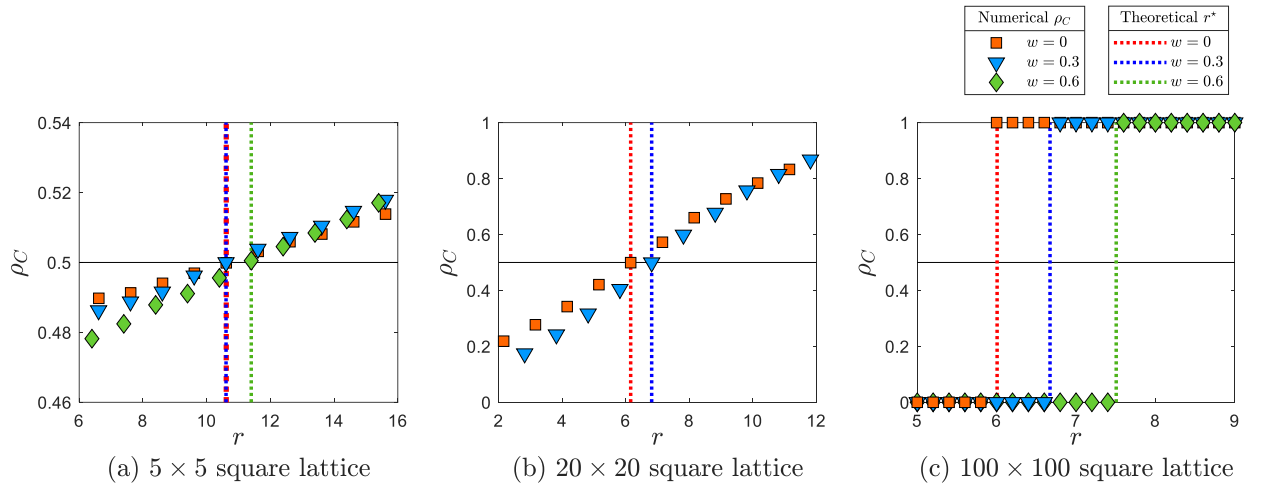 Numerical ρ_C
w = 0
w = 0.3
w = 0.6
Theoretical r⋆
w = 0
w = 0.3
w = 0.6
0.54
0.52
0.5
0.48
0.46
ρ_C
6 8 10 12 14 16
r
(a) 5 × 5 square lattice
1
0.8
0.6
0.4
0.2
0
ρ_C
2 4 6 8 10 12
r
(b) 20 × 20 square lattice
1
0.8
0.6
0.4
0.2
0
ρ_C
5 6 7 8 9
r
(c) 100 × 100 square lattice